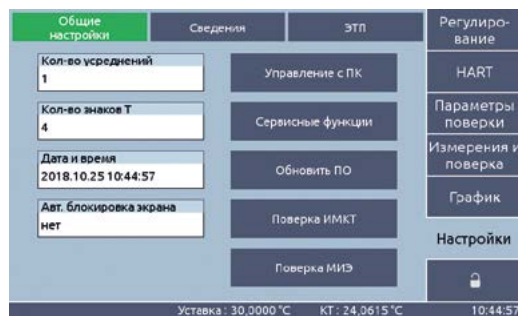 Общие настройки
Сведения
ЭТП
Кол-во усреднений
1
Кол-во знаков Т
4
Дата и время
2018.10.25 10:44:57
Авт. блокировка экрана
нет
Управление с ПК
Сервисные функции
Обновить ПО
Поверка ИМКТ
Поверка МИЭ
Регулиро-
вание
HART
Параметры
поверки
Измерения и
поверка
График
Настройки
Уставка : 30,0000 °C КТ : 24,0615 °C 10:44:57